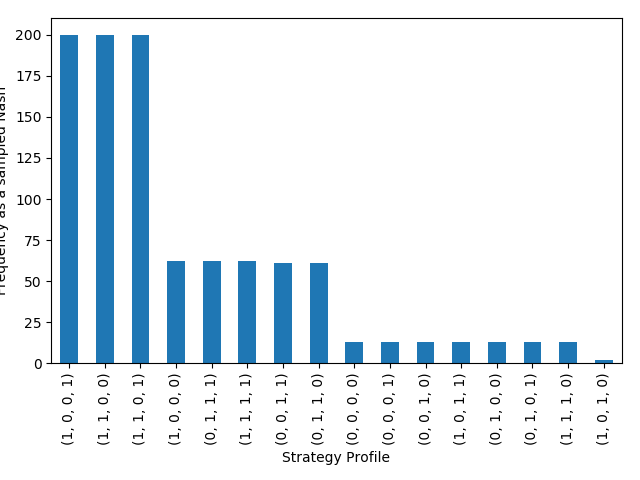 200
175
150
125
100
75
50
25
0
Frequency as a sampled Nash
(1, 0, 0, 1)
(1, 1, 0, 0)
(1, 1, 0, 1)
(1, 0, 0, 0)
(0, 1, 1, 1)
(1, 1, 1, 1)
(0, 0, 1, 1)
(0, 1, 1, 0)
(0, 0, 0, 0)
(0, 0, 0, 1)
(0, 0, 1, 0)
(1, 0, 1, 1)
(0, 1, 0, 0)
(0, 1, 0, 1)
(1, 1, 1, 0)
(1, 0, 1, 0)
Strategy Profile